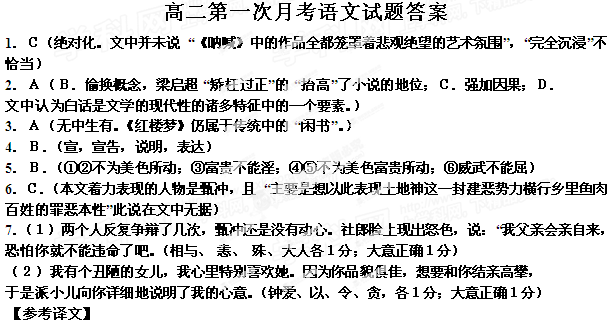 高二第一次月考语文试题答案
1. C(绝对化。文中并未说“《呐喊》中的作品全都笼罩着悲观绝望的艺术氛围”，“完全沉浸”不
恰当)
2. A(B.偷换概念，梁启超“矫枉过正”的“抬高”了小说的地位；C.强加因果；D.
文中认为白话是文学的现代性的诸多特征中的一个要素。)
3. A(无中生有。《红楼梦》仍属于传统中的“闲书”。)
4. B.(宣，宣告，说明，表达)
5. B.(①②不为美色所动；③富贵不能淫；④⑤不为美色富贵所动；⑥威武不能屈)
6. C.(本文着力表现的人物是甄冲，且“主要是想以此表现土地神这一封建恶势力横行乡里鱼肉
百姓的罪恶本性”此说在文中无据)
7.(1)两个人反复争辩了几次，甄冲还是没有动心。社郎脸上现出怒色，说：“我父亲会亲自来，
恐怕你就不能违命了吧。(相与、恚、殊、大人各1分；大意正确1分)
(2)我有个丑陋的女儿，我心里特别喜欢她。因为你品貌俱佳，想要和你结亲高攀，
于是派小儿向你详细地说明了我的心意。(钟爱、以、令、贪，各1分；大意正确1分)
【参考译文】